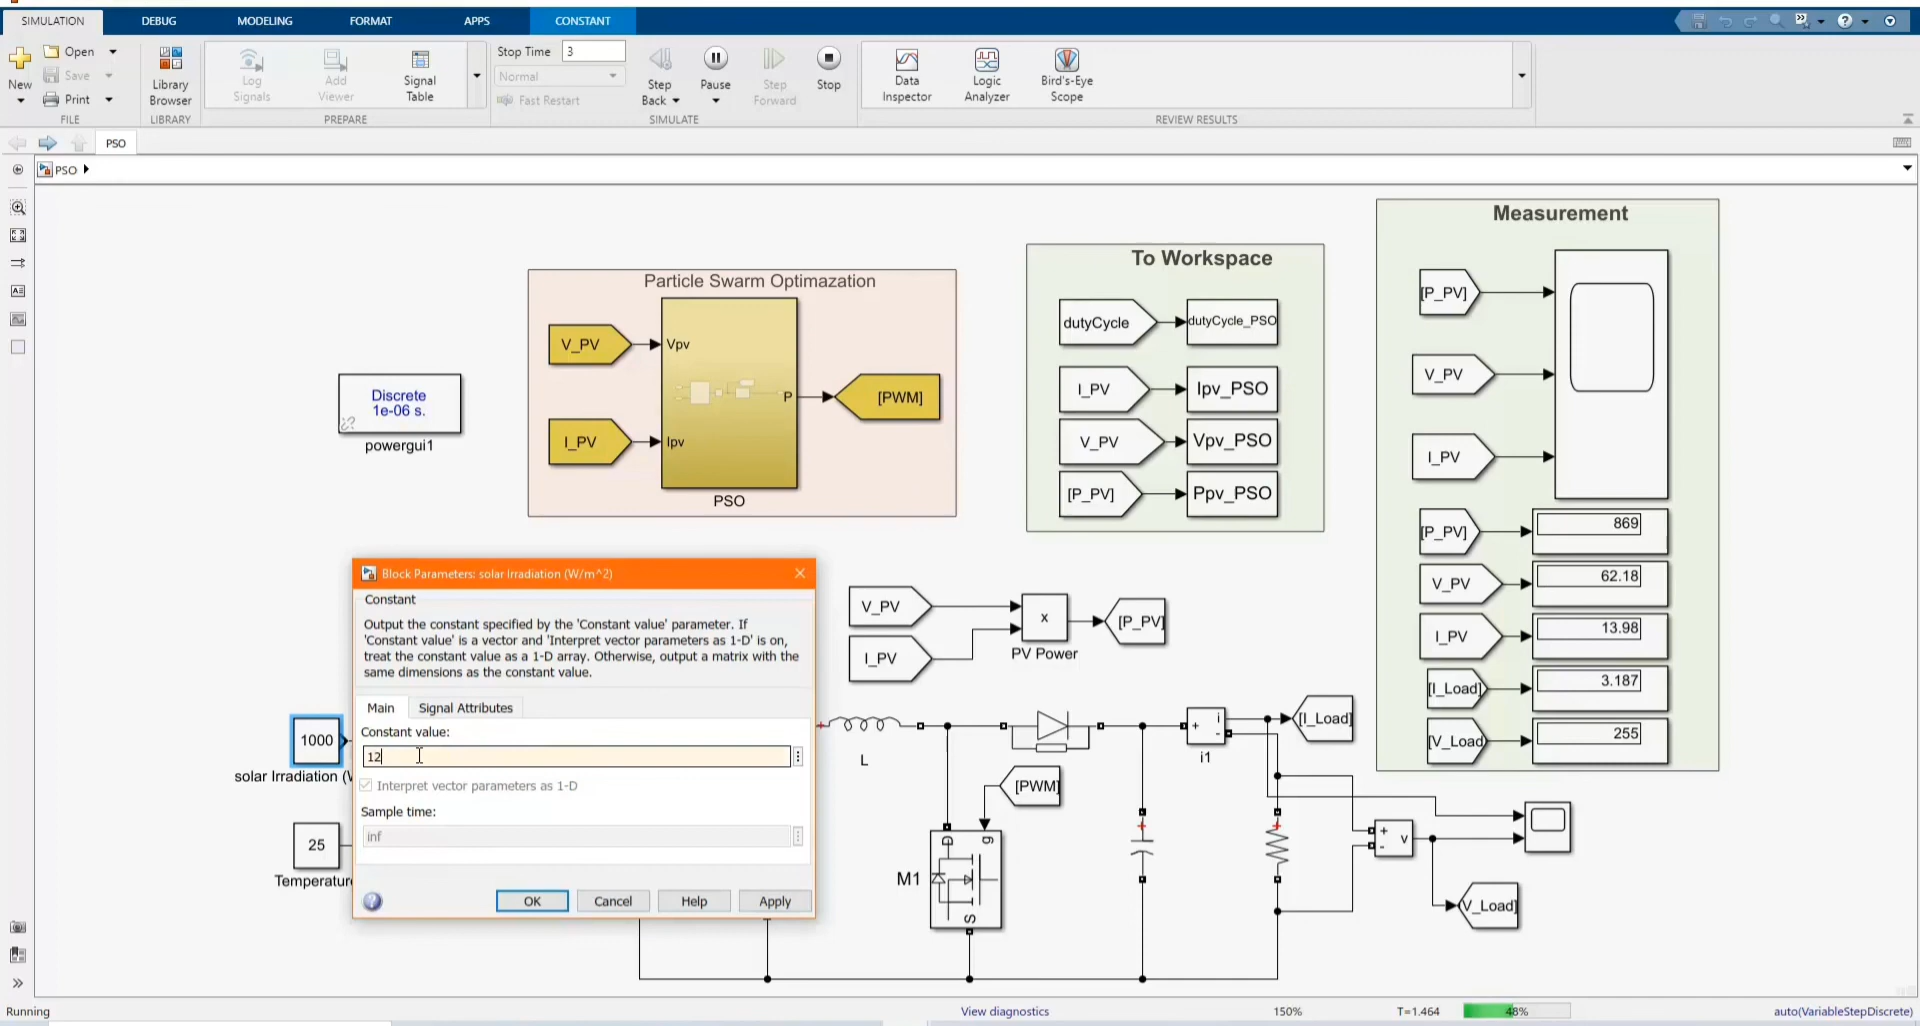 SIMULATION
DEBUG
MODELING
FORMAT
APPS
CONSTANT
New
Open
Save
Print
FILE
Library
Browser
LIBRARY
Log
Signals
Add
Viewer
Signal
Table
PREPARE
Stop Time 3
Normal
Fast Restart
Step
Back
Pause
Step
Forward
Stop
SIMULATE
Data
Inspector
Logic
Analyzer
Bird's-Eye
Scope
REVIEW RESULTS
PSO
PSO
Discrete
1e-06 s.
powergui1
Particle Swarm Optimazation
V_PV
Vpv
I_PV
Ipv
P
[PWM]
PSO
To Workspace
dutyCycle
dutyCycle_PSO
I_PV
Ipv_PSO
V_PV
Vpv_PSO
[P_PV]
Ppv_PSO
Measurement
[P_PV]
V_PV
I_PV
[P_PV]
869
V_PV
62.18
I_PV
13.98
[I_Load]
3.187
[V_Load
255
Block Parameters: solar Irradiation (W/m^2)
Constant
Output the constant specified by the 'Constant value' parameter. If
'Constant value' is a vector and 'Interpret vector parameters as 1-D' is on,
treat the constant value as a 1-D array. Otherwise, output a matrix with the
same dimensions as the constant value.
Main
Signal Attributes
Constant value:
12
Interpret vector parameters as 1-D
Sample time:
inf
OK
Cancel
Help
Apply
1000
solar Irradiation (W
25
Temperature
V_PV
I_PV
x
PV Power
[P_PV]
+
L
D
g
S
M1
[PWM]
+
i
-
i1
[I_Load]
+
+
+
-
v
V_Load]
Running
View diagnostics
150%
T=1.464
48%
auto(VariableStepDiscrete)